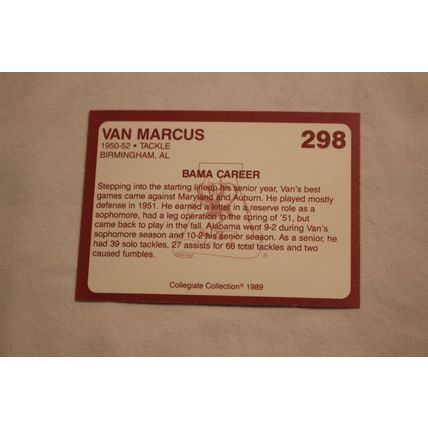 VAN MARCUS
1950-52 • TACKLE
BIRMINGHAM, AL
298
BAMA CAREER
Stepping into the starting lineup his senior year, Van's best
games came against Maryland and Auburn. He played mostly
defense in 1951. He earned a letter in a reserve role as a
sophomore, had a leg operation in the spring of '51, but
came back to play in the fall. Alabama went 9-2 during Van's
sophomore season and 10-2 his senior season. As a senior, he
had 39 solo tackles, 27 assists for 66 total tackles and two
caused fumbles.
Collegiate Collection® 1989